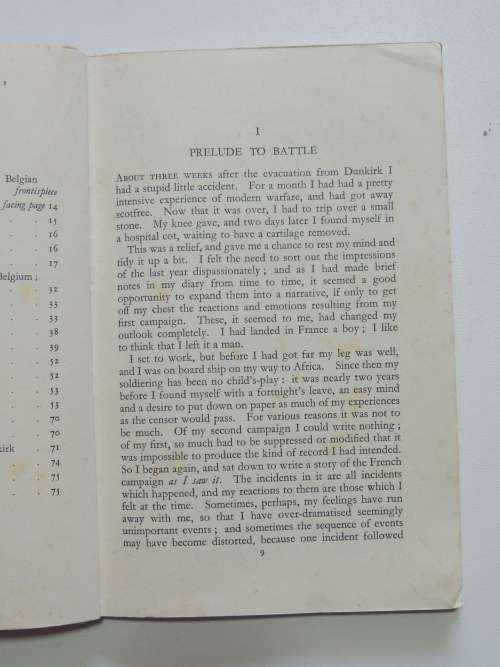 Belgian
frontispiece
facing page 14
. . 15
. . 16
. . 16
. . 17
Belgium ;
. . 32
. . 33
. . 33
. . 38
. . 39
. . 52
. . 52
. . 53
. . 53
. . 70
. . 70
kirk . 71
. . 74
. . 75
. . 75
I
PRELUDE TO BATTLE
ABOUT THREE WEEKS after the evacuation from Dunkirk I
had a stupid little accident. For a month I had had a pretty
intensive experience of modern warfare, and had got away
scotfree. Now that it was over, I had to trip over a small
stone. My knee gave, and two days later I found myself in
a hospital cot, waiting to have a cartilage removed.
This was a relief, and gave me a chance to rest my mind and
tidy it up a bit. I felt the need to sort out the impressions
of the last year dispassionately ; and as I had made brief
notes in my diary from time to time, it seemed a good
opportunity to expand them into a narrative, if only to get
off my chest the reactions and emotions resulting from my
first campaign. These, it seemed to me, had changed my
outlook completely. I had landed in France a boy ; I like
to think that I left it a man.
I set to work, but before I had got far my leg was well,
and I was on board ship on my way to Africa. Since then my
soldiering has been no child's-play : it was nearly two years
before I found myself with a fortnight's leave, an easy mind
and a desire to put down on paper as much of my experiences
as the censor would pass. For various reasons it was not to
be much. Of my second campaign I could write nothing ;
of my first, so much had to be suppressed or modified that it
was impossible to produce the kind of record I had intended.
So I began again, and sat down to write a story of the French
campaign as I saw it. The incidents in it are all incidents
which happened, and my reactions to them are those which I
felt at the time. Sometimes, perhaps, my feelings have run
away with me, so that I have over-dramatised seemingly
unimportant events ; and sometimes the sequence of events
may have become distorted, because one incident followed
9